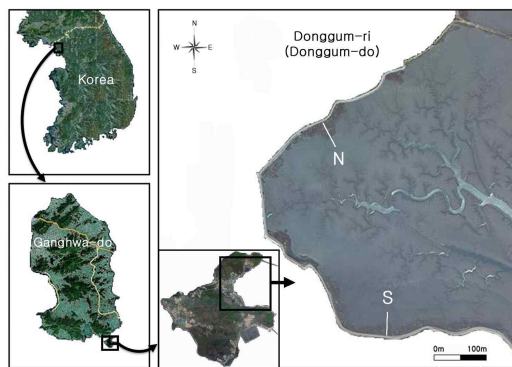 Korea
Ganghwa-do
N
W E
S
Donggum-ri
(Donggum-do)
N
S
0m 100m